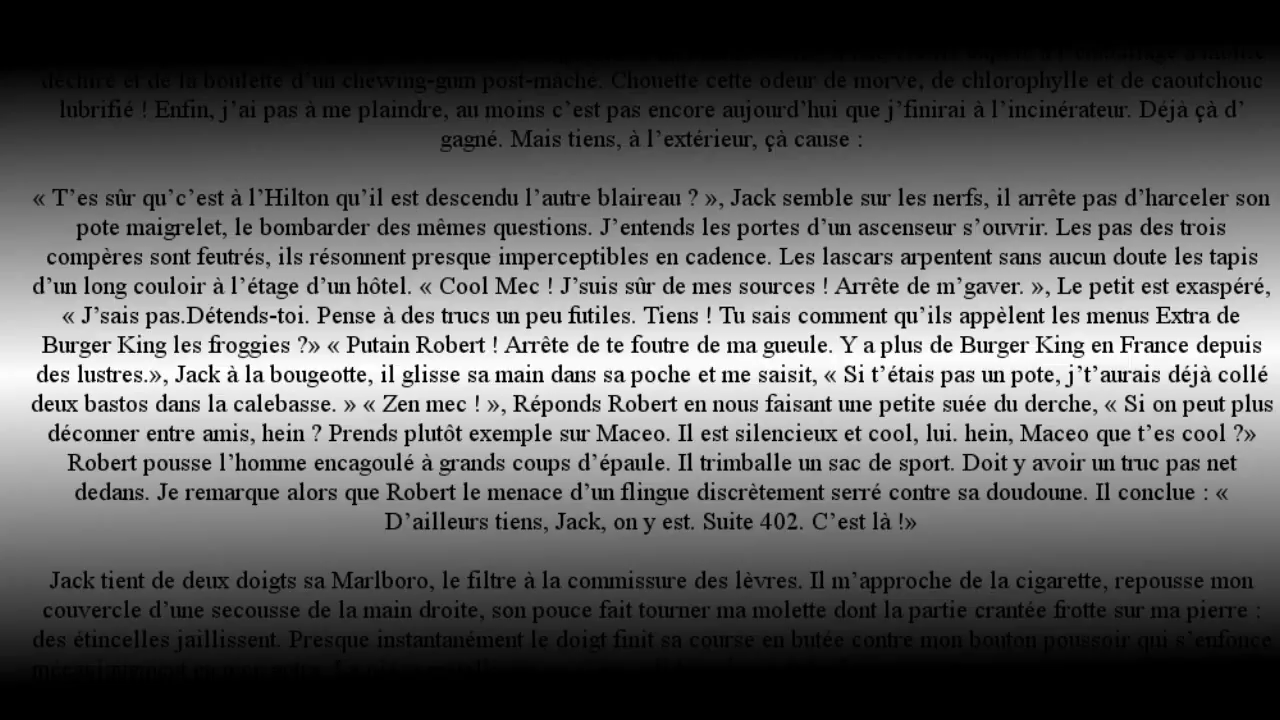 déchiré et de la boulette d’un chewing-gum post-mâché. Chouette cette odeur de morve, de chlorophylle et de caoutchouc
lubrifié ! Enfin, j’ai pas à me plaindre, au moins c’est pas encore aujourd’hui que j’finirai à l’incinérateur. Déjà çà d’
gagné. Mais tiens, à l’extérieur, çà cause :
« T’es sûr qu’c’est à l’Hilton qu’il est descendu l’autre blaireau ? », Jack semble sur les nerfs, il arrête pas d’harceler son
pote maigrelet, le bombarder des mêmes questions. J’entends les portes d’un ascenseur s’ouvrir. Les pas des trois
compères sont feutrés, ils résonnent presque imperceptibles en cadence. Les lascars arpentent sans aucun doute les tapis
d’un long couloir à l’étage d’un hôtel. « Cool Mec ! J’suis sûr de mes sources ! Arrête de m’gaver. », Le petit est exaspéré,
« J’sais pas.Détends-toi. Pense à des trucs un peu futiles. Tiens ! Tu sais comment qu’ils appèlent les menus Extra de
Burger King les froggies ?» « Putain Robert ! Arrête de te foutre de ma gueule. Y a plus de Burger King en France depuis
des lustres.», Jack à la bougeotte, il glisse sa main dans sa poche et me saisit, « Si t’étais pas un pote, j’t’aurais déjà collé
deux bastos dans la calebasse. » « Zen mec ! », Réponds Robert en nous faisant une petite suée du derche, « Si on peut plus
déconner entre amis, hein ? Prends plutôt exemple sur Maceo. Il est silencieux et cool, lui. hein, Maceo que t’es cool ?»
Robert pousse l’homme encagoulé à grands coups d’épaule. Il trimballe un sac de sport. Doit y avoir un truc pas net
dedans. Je remarque alors que Robert le menace d’un flingue discrètement serré contre sa doudoune. Il conclue : «
D’ailleurs tiens, Jack, on y est. Suite 402. C’est là !»
Jack tient de deux doigts sa Marlboro, le filtre à la commissure des lèvres. Il m’approche de la cigarette, repousse mon
couvercle d’une secousse de la main droite, son pouce fait tourner ma molette dont la partie crantée frotte sur ma pierre :
des étincelles jaillissent. Presque instantanément le doigt finit sa course en butée contre mon bouton poussoir qui s’enfonce